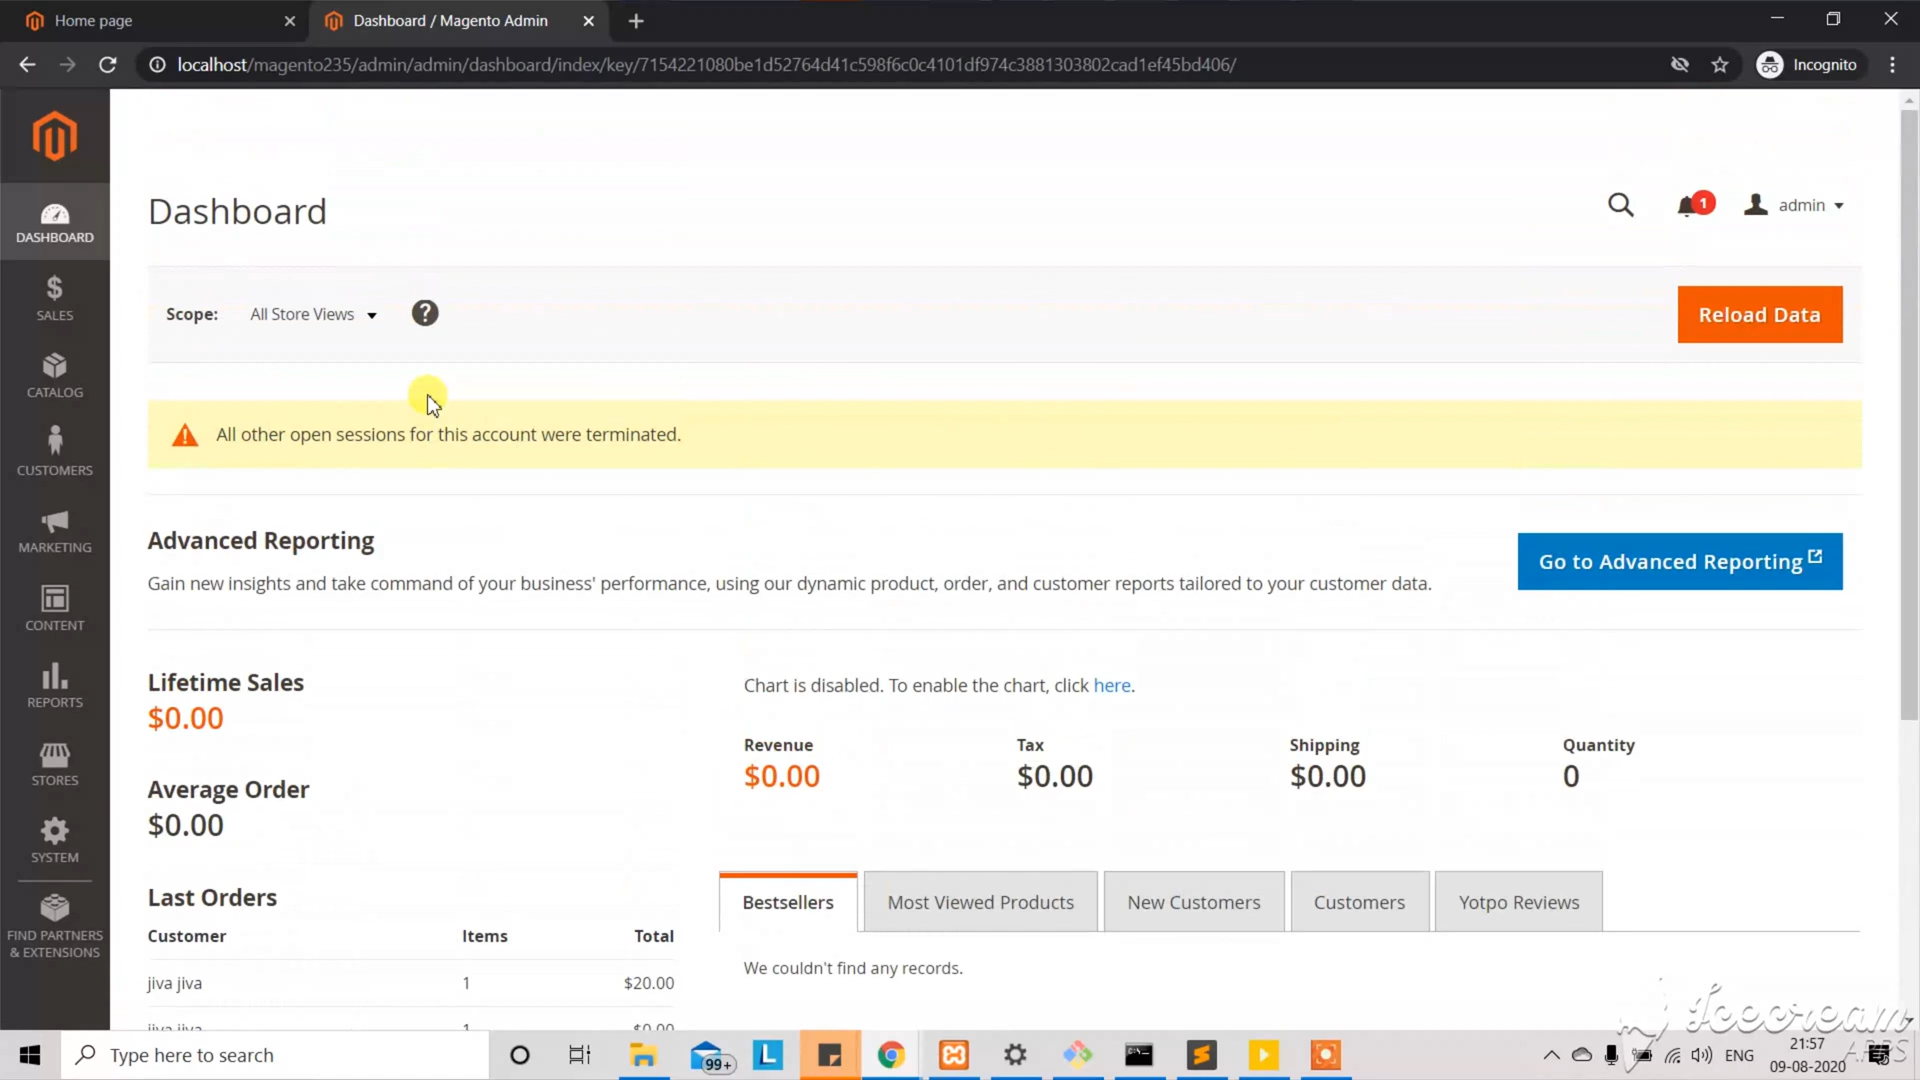 Home page
Dashboard / Magento Admin
localhost/magento235/admin/admin/dashboard/index/key/7154221080be1d52764d41c598f6c0c4101df974c3881303802cad1ef45bd406/
Incognito
DASHBOARD
SALES
CATALOG
CUSTOMERS
MARKETING
CONTENT
REPORTS
STORES
SYSTEM
FIND PARTNERS
& EXTENSIONS
Dashboard
1
admin
Scope: All Store Views ?
Reload Data
All other open sessions for this account were terminated.
Advanced Reporting
Gain new insights and take command of your business' performance, using our dynamic product, order, and customer reports tailored to your customer data.
Go to Advanced Reporting
Lifetime Sales
$0.00
Average Order
$0.00
Last Orders
Customer Items Total
jiva jiva 1 $20.00
jiva jiva 1 $0.00
Chart is disabled. To enable the chart, click here.
Revenue Tax Shipping Quantity
$0.00 $0.00 $0.00 0
Bestsellers Most Viewed Products New Customers Customers Yotpo Reviews
We couldn't find any records.
Icecream
APPS
Type here to search
99+
L
ENG
21:57
09-08-2020